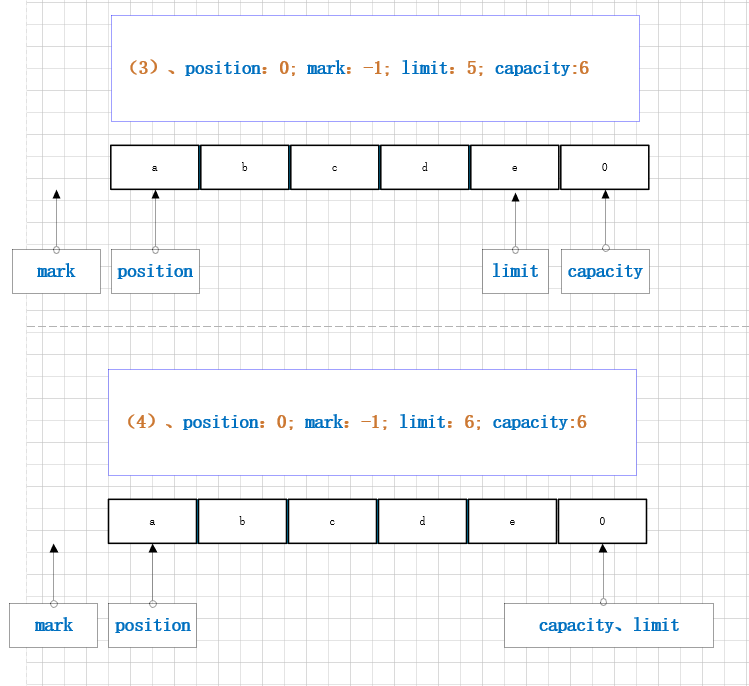 （3）、position：0; mark：-1; limit：5; capacity:6
a b c d e 0
mark position limit capacity
（4）、position：0; mark：-1; limit：6; capacity:6
a b c d e 0
mark position capacity、limit